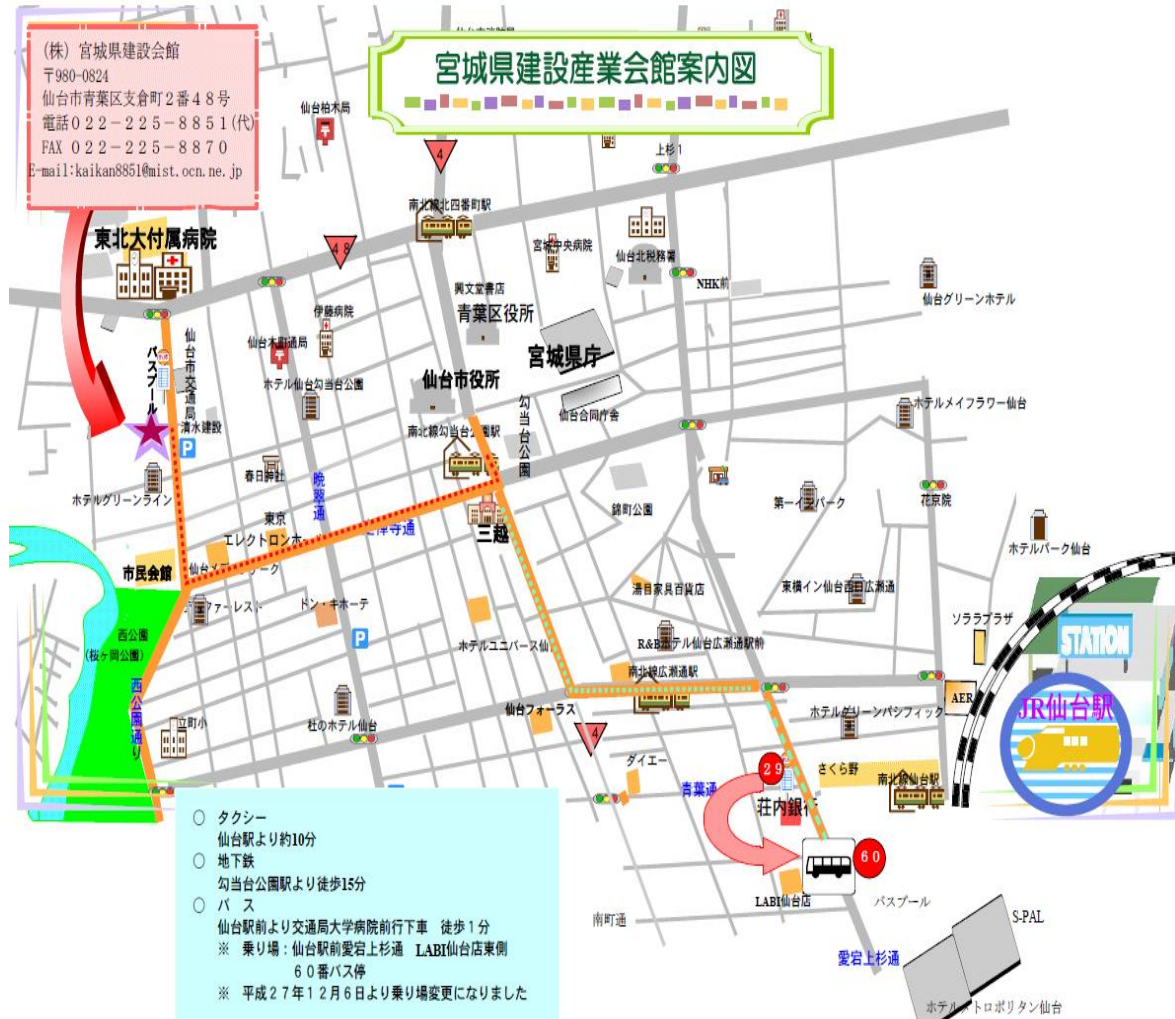 (株) 宮城県建設会館
〒980-0824
仙台市青葉区支倉町2番48号
電話022-225-8851(代)
FAX 022-225-8870
E-mail:kaikan8851@mist.ocn.ne.jp
宮城県建設産業会館案内図
仙台柏木局
上杉1
4
南北線北四番町駅
東北大付属病院
48
宮城中央病院
仙台北税務署
NHK前
仙台グリーンホテル
興文堂書店
青葉区役所
伊藤病院
仙台市交通局
バスプール
仙台木町通局
宮城県庁
ホテル仙台勾当台公園
仙台市役所
仙台合同庁舎
勾当台公園
ホテルメイフラワー仙台
清水建設
P
南北線勾当台公園駅
春日神社
晩翠通
ホテルグリーンライン
錦町公園
第一インパーク
花京院
東京
エレクトロンホ
定禅寺通
三越
ホテルパーク仙台
市民会館
湯目家具百貨店
東横イン仙台西口広瀬通
ドン・キホーテ
ソララプラザ
P
西公園
(桜ヶ岡公園)
ホテルユニバース仙
R&Bホテル仙台広瀬通駅前
STATION
南北線広瀬通駅
西公園通り
AER
JR仙台駅
立町小
杜のホテル仙台
仙台フォーラス
ホテルグリーンパシフィック
4
ダイエー
29
さくら野
南北線仙台駅
青葉通
荘内銀行
60
LABI仙台店
バスプール
南町通
S-PAL
愛宕上杉通
ホテルメトロポリタン仙台
○ タクシー
仙台駅より約10分
○ 地下鉄
勾当台公園駅より徒歩15分
○ バス
仙台駅前より交通局大学病院前行下車 徒歩1分
※ 乗り場:仙台駅前愛宕上杉通 LABI仙台店東側
60番バス停
※ 平成27年12月6日より乗り場変更になりました